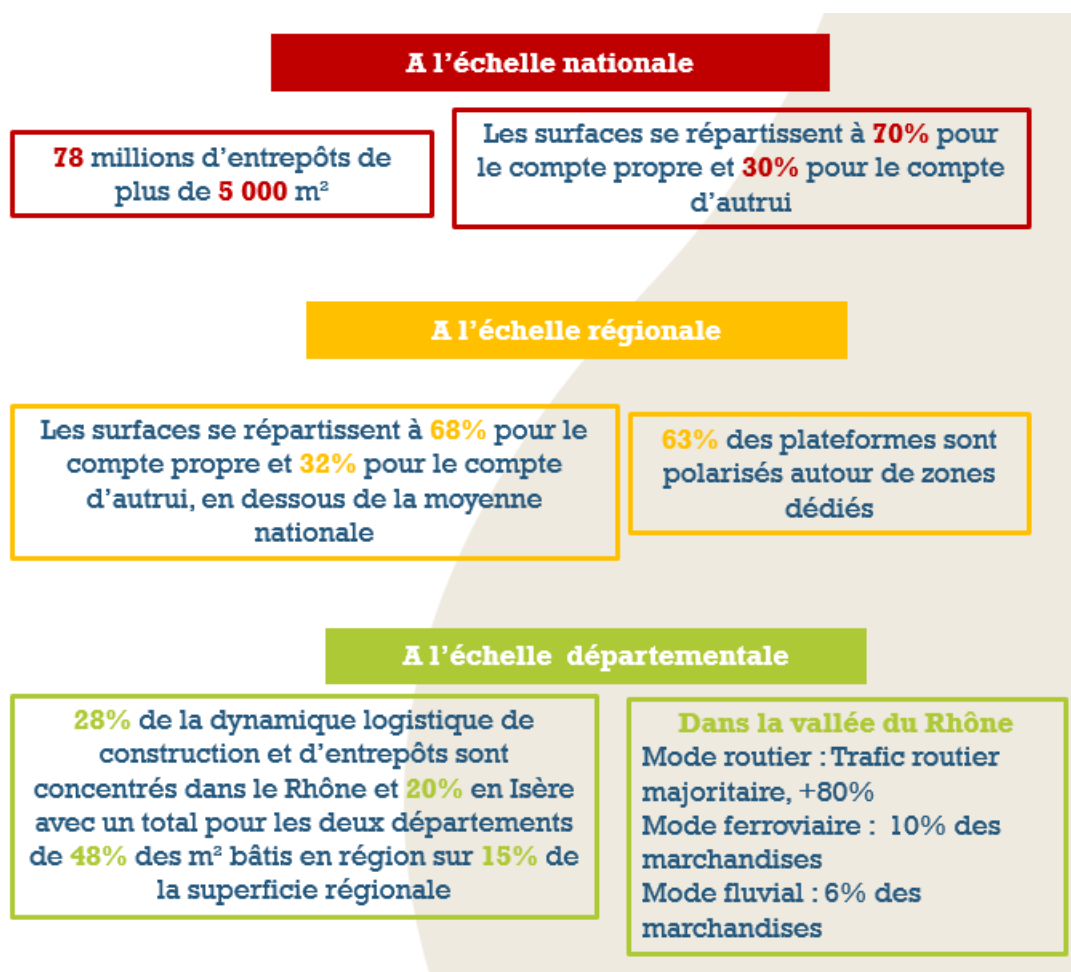 A l'échelle nationale
78 millions d'entrepôts de
plus de 5 000 m²
Les surfaces se répartissent à 70% pour
le compte propre et 30% pour le compte
d'autrui
A l'échelle régionale
Les surfaces se répartissent à 68% pour le
compte propre et 32% pour le compte
d'autrui, en dessous de la moyenne
nationale
63% des plateformes sont
polarisés autour de zones
dédiés
A l'échelle départementale
28% de la dynamique logistique de
construction et d'entrepôts sont
concentrés dans le Rhône et 20% en Isère
avec un total pour les deux départements
de 48% des m² bâtis en région sur 15% de
la superficie régionale
Dans la vallée du Rhône
Mode routier : Trafic routier
majoritaire, +80%
Mode ferroviaire : 10% des
marchandises
Mode fluvial : 6% des
marchandises